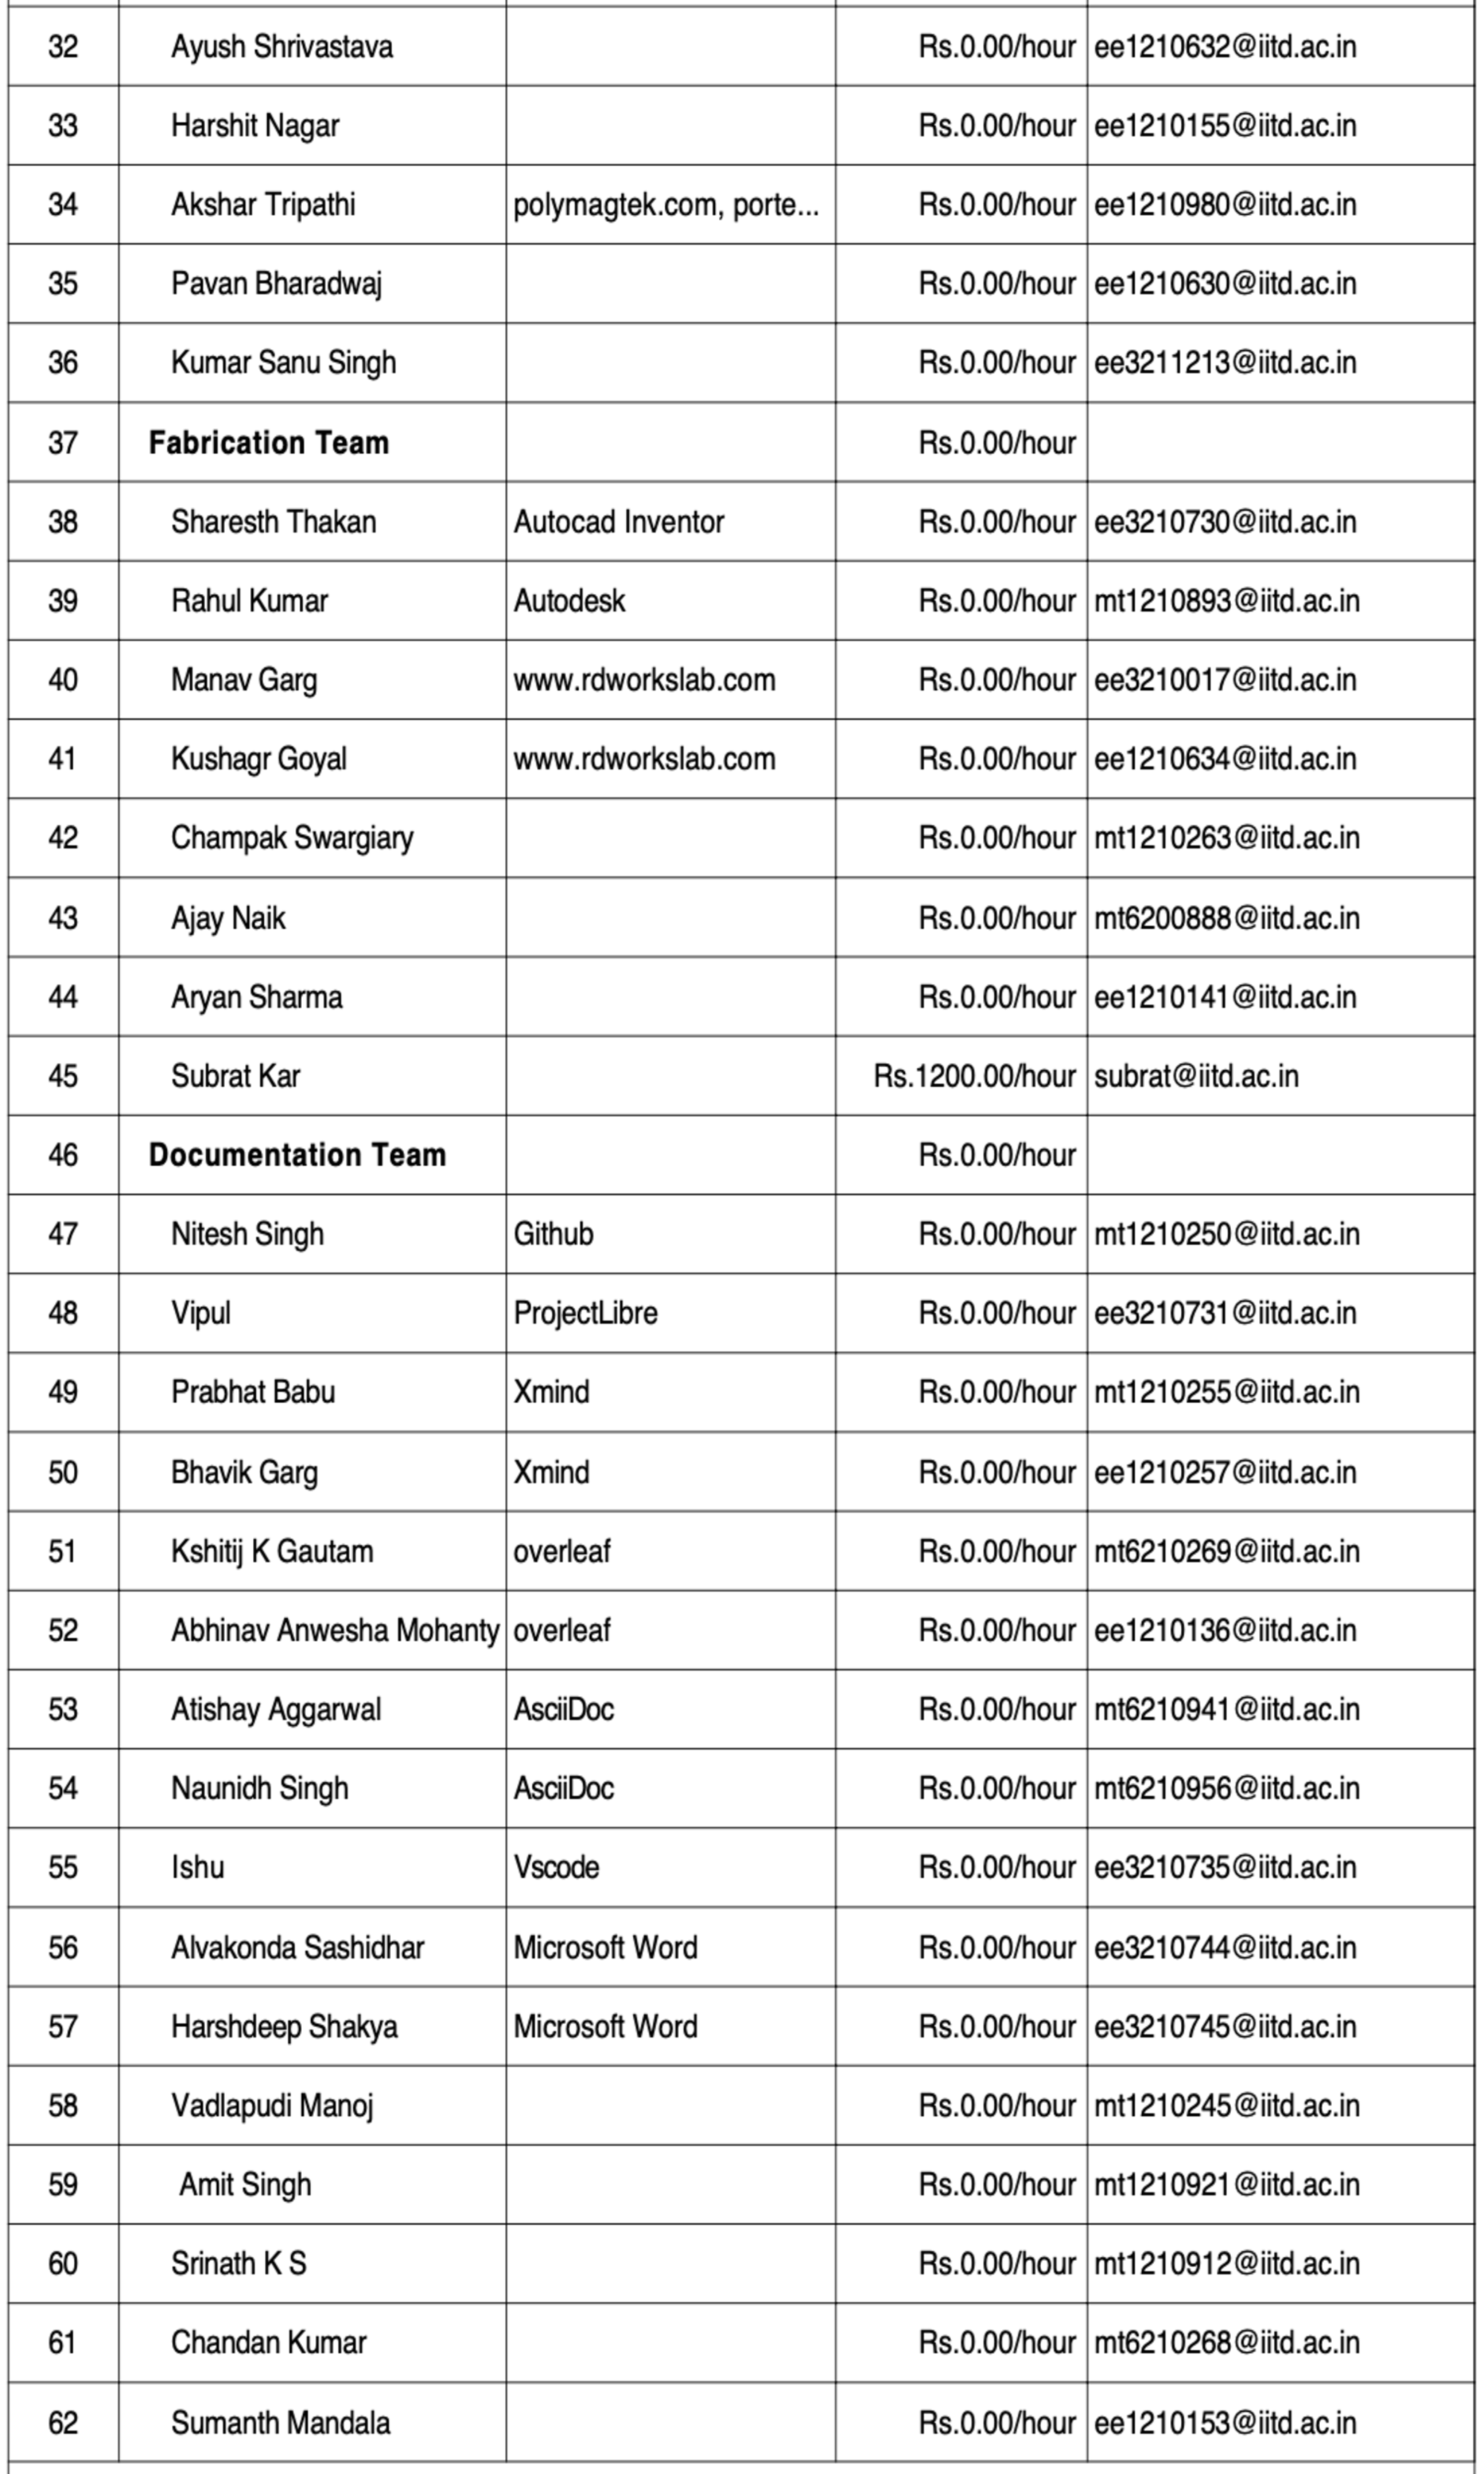 32 Ayush Shrivastava Rs.0.00/hour ee1210632@iitd.ac.in
33 Harshit Nagar Rs.0.00/hour ee1210155@iitd.ac.in
34 Akshar Tripathi polymagtek.com, porte... Rs.0.00/hour ee1210980@iitd.ac.in
35 Pavan Bharadwaj Rs.0.00/hour ee1210630@iitd.ac.in
36 Kumar Sanu Singh Rs.0.00/hour ee3211213@iitd.ac.in
37 Fabrication Team Rs.0.00/hour
38 Sharesth Thakan Autocad Inventor Rs.0.00/hour ee3210730@iitd.ac.in
39 Rahul Kumar Autodesk Rs.0.00/hour mt1210893@iitd.ac.in
40 Manav Garg www.rdworkslab.com Rs.0.00/hour ee3210017@iitd.ac.in
41 Kushagr Goyal www.rdworkslab.com Rs.0.00/hour ee1210634@iitd.ac.in
42 Champak Swargiary Rs.0.00/hour mt1210263@iitd.ac.in
43 Ajay Naik Rs.0.00/hour mt6200888@iitd.ac.in
44 Aryan Sharma Rs.0.00/hour ee1210141@iitd.ac.in
45 Subrat Kar Rs.1200.00/hour subrat@iitd.ac.in
46 Documentation Team Rs.0.00/hour
47 Nitesh Singh Github Rs.0.00/hour mt1210250@iitd.ac.in
48 Vipul ProjectLibre Rs.0.00/hour ee3210731@iitd.ac.in
49 Prabhat Babu Xmind Rs.0.00/hour mt1210255@iitd.ac.in
50 Bhavik Garg Xmind Rs.0.00/hour ee1210257@iitd.ac.in
51 Kshitij K Gautam overleaf Rs.0.00/hour mt6210269@iitd.ac.in
52 Abhinav Anwesha Mohanty overleaf Rs.0.00/hour ee1210136@iitd.ac.in
53 Atishay Aggarwal AsciiDoc Rs.0.00/hour mt6210941@iitd.ac.in
54 Naunidh Singh AsciiDoc Rs.0.00/hour mt6210956@iitd.ac.in
55 Ishu Vscode Rs.0.00/hour ee3210735@iitd.ac.in
56 Alvakonda Sashidhar Microsoft Word Rs.0.00/hour ee3210744@iitd.ac.in
57 Harshdeep Shakya Microsoft Word Rs.0.00/hour ee3210745@iitd.ac.in
58 Vadlapudi Manoj Rs.0.00/hour mt1210245@iitd.ac.in
59 Amit Singh Rs.0.00/hour mt1210921@iitd.ac.in
60 Srinath K S Rs.0.00/hour mt1210912@iitd.ac.in
61 Chandan Kumar Rs.0.00/hour mt6210268@iitd.ac.in
62 Sumanth Mandala Rs.0.00/hour ee1210153@iitd.ac.in